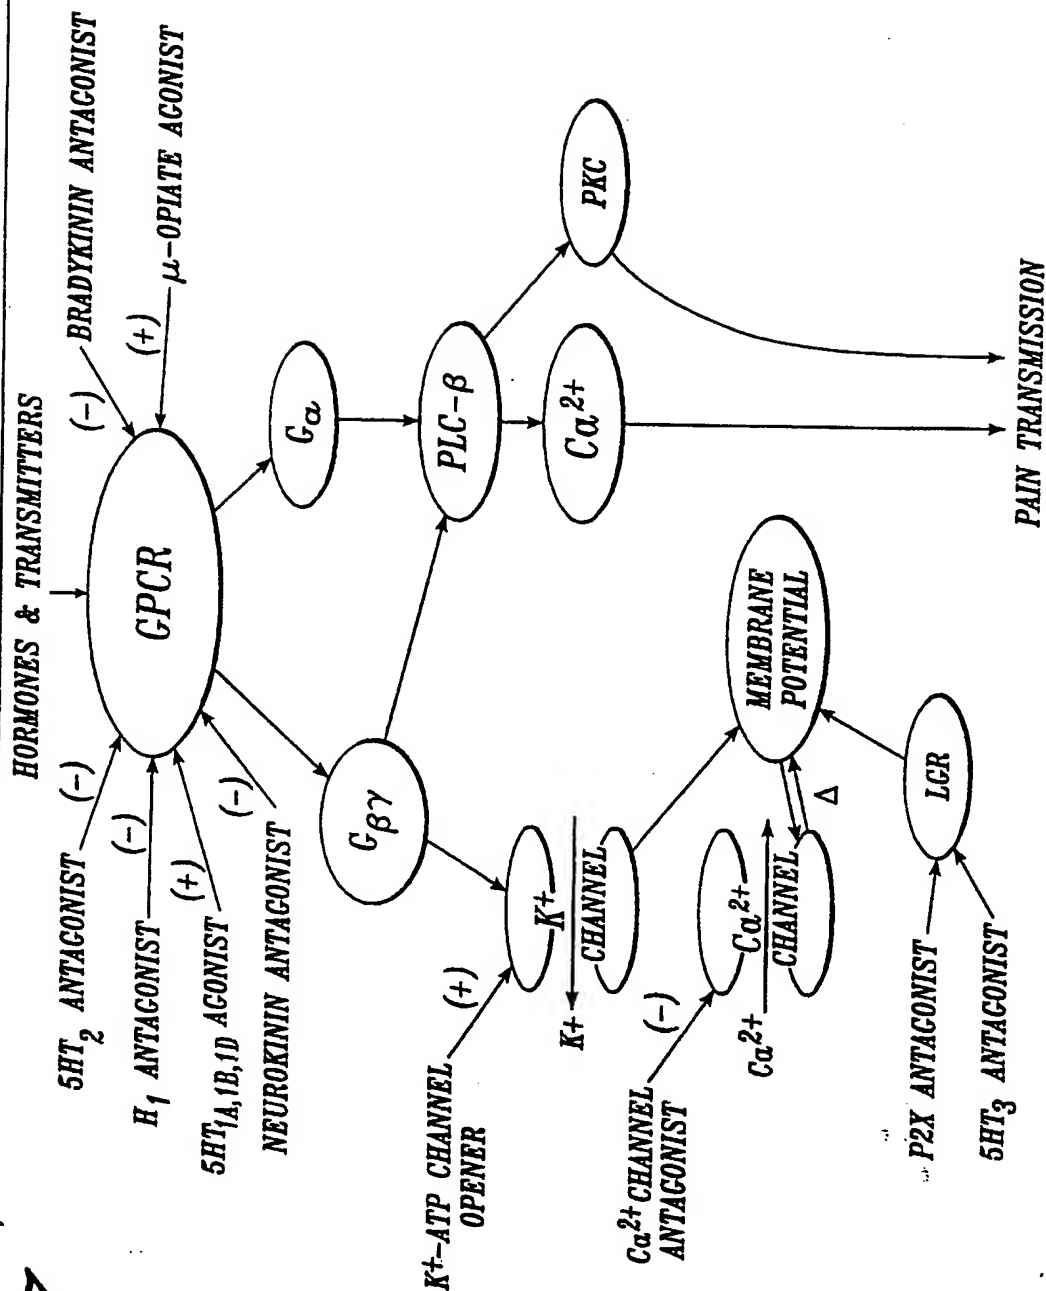 HORMONES & TRANSMITTERS
5HT2 ANTAGONIST
(-)
H1 ANTAGONIST
(-)
5HT1A,1B,1D AGONIST
(+)
NEUROKININ ANTAGONIST
(-)
GPCR
(-)
BRADYKININ ANTAGONIST
(+)
μ-OPIATE AGONIST
Gα
Gβγ
PLC-β
PKC
Ca2+
K+-ATP CHANNEL
OPENER
(+)
K+
CHANNEL
K+
MEMBRANE
POTENTIAL
Ca2+ CHANNEL
ANTAGONIST
(-)
Ca2+
CHANNEL
Ca2+
Δ
LGR
P2X ANTAGONIST
5HT3 ANTAGONIST
PAIN TRANSMISSION